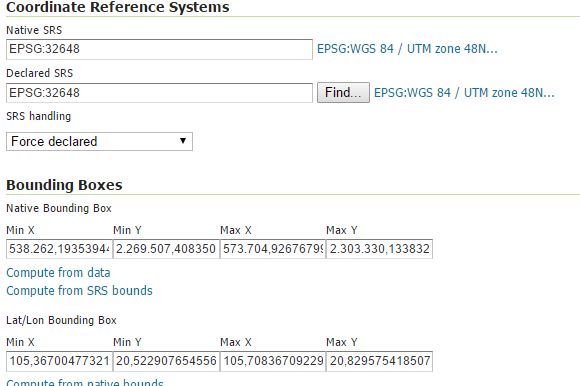 Coordinate Reference Systems
Native SRS
EPSG:32648 EPSG:WGS 84 / UTM zone 48N...
Declared SRS
EPSG:32648 Find... EPSG:WGS 84 / UTM zone 48N...
SRS handling
Force declared
Bounding Boxes
Native Bounding Box
Min X Min Y Max X Max Y
538.262,1935394 2.269.507,408350 573.704,9267679 2.303.330,133832
Compute from data
Compute from SRS bounds
Lat/Lon Bounding Box
Min X Min Y Max X Max Y
105,36700477321 20,522907654556 105,70836709229 20,829575418507
Compute from native bounds